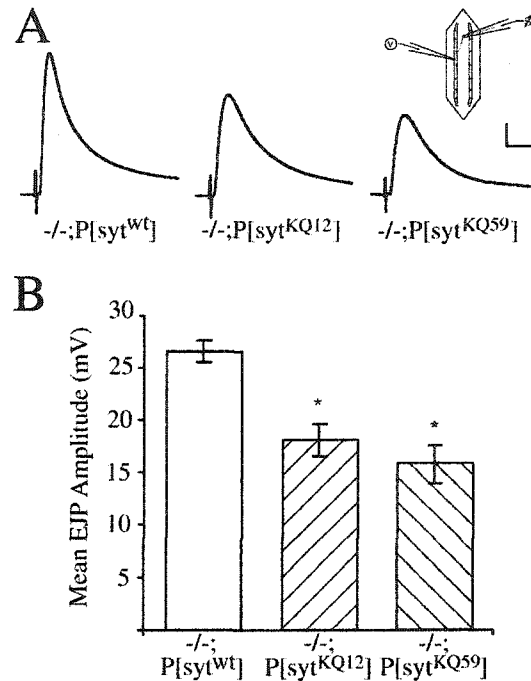 A
V
-/-;P[syt^Wt] -/-;P[syt^KQ12] -/-;P[syt^KQ59]
B
Mean EJP Amplitude (mV)
30
25
20
15
10
5
* *
-/-; -/-; -/-;
P[syt^Wt] P[syt^KQ12] P[syt^KQ59]